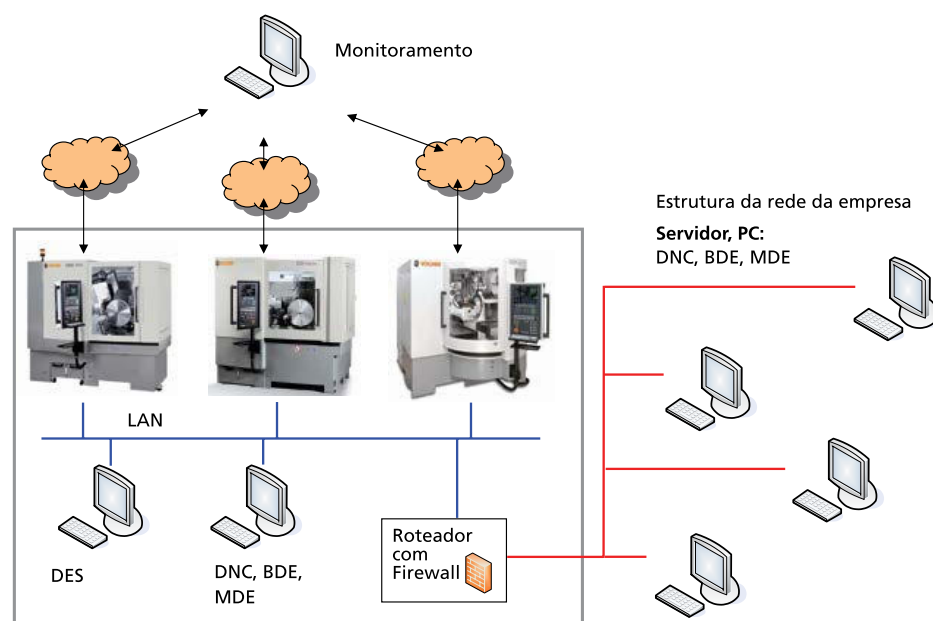 Monitoramento
Estrutura da rede da empresa
Servidor, PC:
DNC, BDE, MDE
LAN
DES
DNC, BDE,
MDE
Roteador
com
Firewall